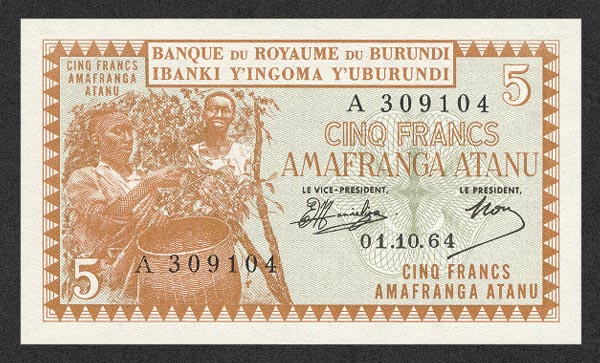 BANQUE DU ROYAUME DU BURUNDI
IBANKI Y'INGOMA Y'UBURUNDI
CINQ FRANCS
AMAFRANGA
ATANU
5
A 309104
CINQ FRANCS
AMAFRANGA ATANU
LE VICE-PRESIDENT,
LE PRESIDENT,
01.10.64
A 309104
5
CINQ FRANCS
AMAFRANGA ATANU